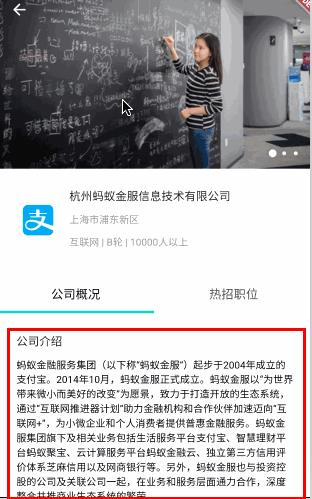 杭州蚂蚁金服信息技术有限公司
上海市浦东新区
互联网 | B轮 | 10000人以上
公司概况
热招职位
公司介绍
蚂蚁金融服务集团（以下称"蚂蚁金服"）起步于2004年成立的
支付宝。2014年10月，蚂蚁金服正式成立。蚂蚁金服以"为世界
带来微小而美好的改变"为愿景，致力于打造开放的生态系统，
通过"互联网推进器计划"助力金融机构和合作伙伴加速迈向"互
联网+"，为小微企业和个人消费者提供普惠金融服务。蚂蚁金
服集团旗下及相关业务包括生活服务平台支付宝、智慧理财平
台蚂蚁聚宝、云计算服务平台蚂蚁金融云、独立第三方信用评
价体系芝麻信用以及网商银行等。另外，蚂蚁金服也与投资控
股的公司及关联公司一起，在业务和服务层面通力合作，深度
整合共推商业生态系统的繁荣。